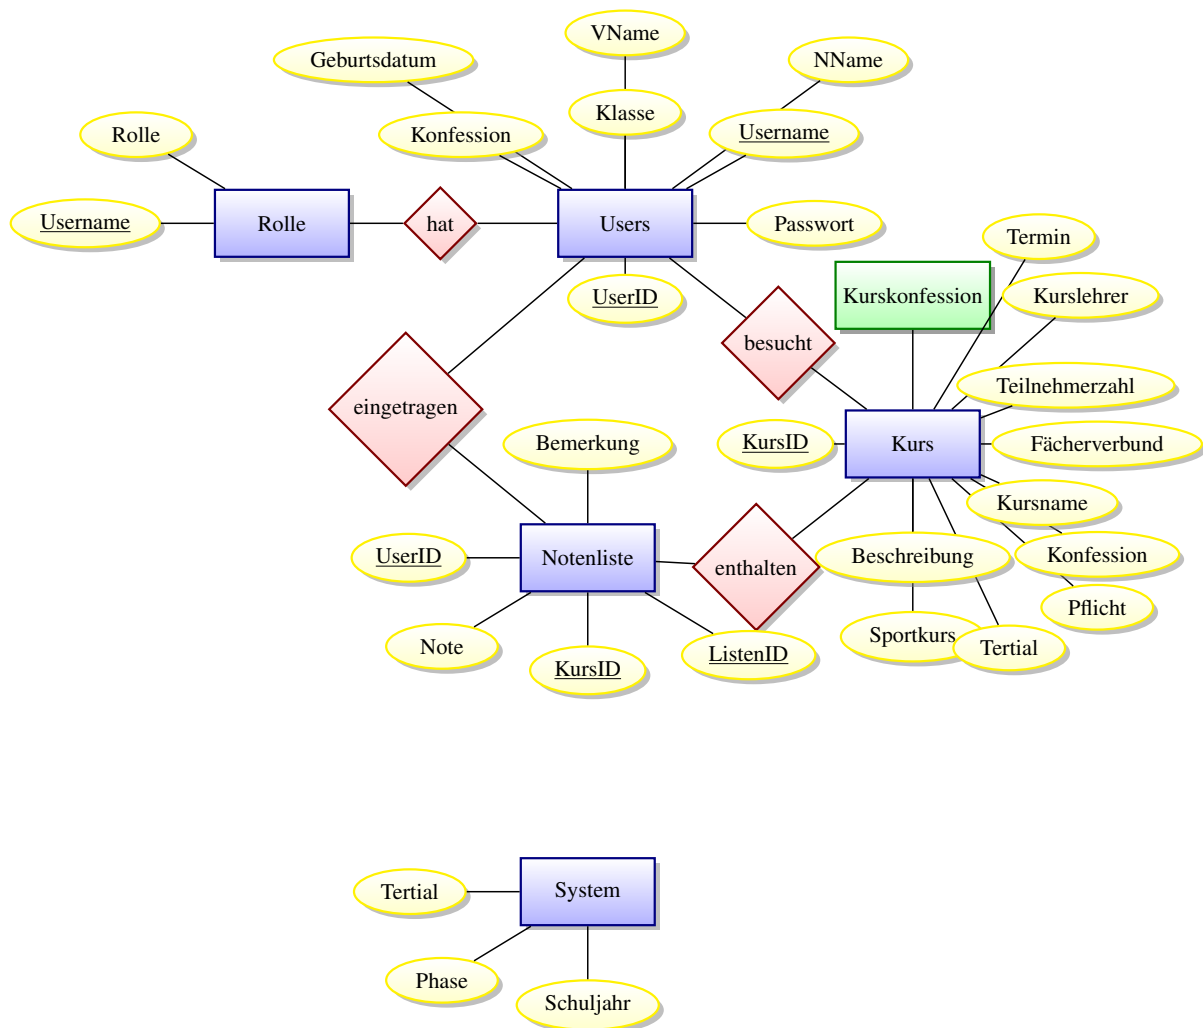 VName
Geburtsdatum
NName
Klasse
Rolle
Konfession
Username
Username
Rolle
hat
Users
Passwort
Termin
UserID
Kurskonfession
Kurslehrer
besucht
Teilnehmerzahl
eingetragen
Bemerkung
KursID
Kurs
Fächerverbund
Kursname
UserID
Notenliste
enthalten
Beschreibung
Konfession
Pflicht
Note
KursID
ListenID
Sportkurs
Tertial
Tertial
System
Phase
Schuljahr